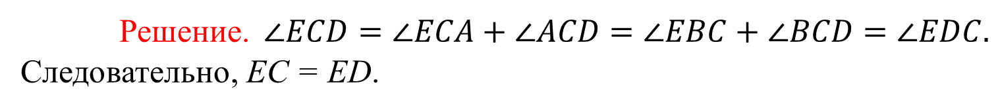 Решение. ∠ECD = ∠ECA + ∠ACD = ∠EBC + ∠BCD = ∠EDC.
Следовательно, EC = ED.